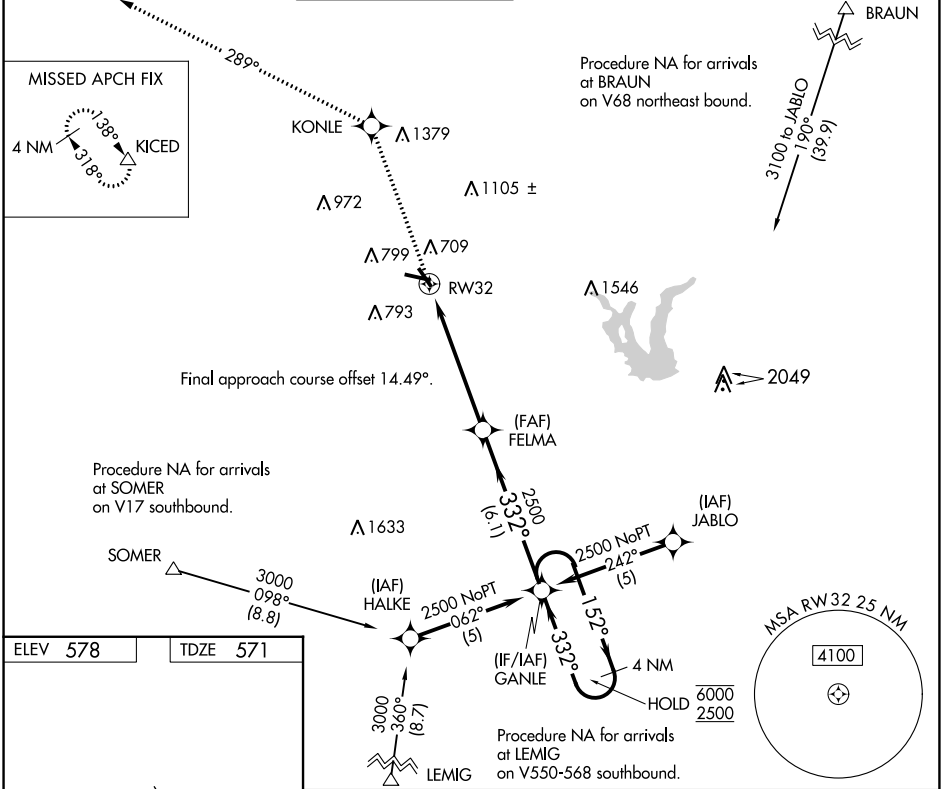 BRAUN
289°
Procedure NA for arrivals
at BRAUN
on V68 northeast bound.
3100 to JABLO
190°
(39.9)
MISSED APCH FIX
4 NM
138°
318°
KICED
KONLE
1379
972
1105 ±
799
709
RW32
793
1546
Final approach course offset 14.49°.
2049
(FAF)
FELMA
Procedure NA for arrivals
at SOMER
on V17 southbound.
2500
332°
(6.1)
(IAF)
JABLO
1633
2500 NoPT
242°
(5)
SOMER
3000
098°
(8.8)
(IAF)
HALKE
2500 NoPT
062°
(5)
152°
332°
(IF/IAF)
GANLE
4 NM
HOLD
6000
2500
MSA RW32 25 NM
4100
ELEV 578
TDZE 571
3000
360°
(8.7)
LEMIG
Procedure NA for arrivals
at LEMIG
on V550-568 southbound.